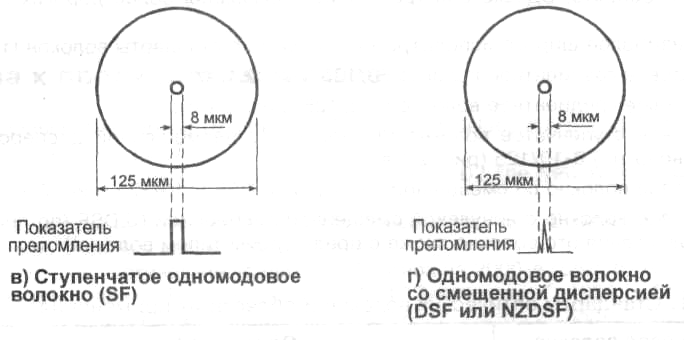 8 мкм
125 мкм
Показатель
преломления
в) Ступенчатое одномодовое
волокно (SF)
8 мкм
125 мкм
Показатель
преломления
г) Одномодовое волокно
со смещенной дисперсией
(DSF или NZDSF)